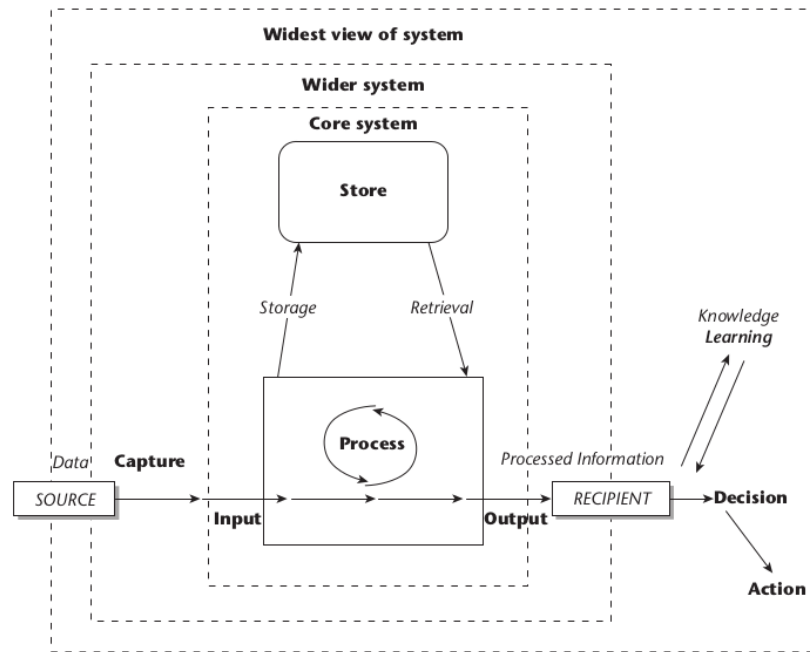 Widest view of system
Wider system
Core system
Store
Storage
Retrieval
Knowledge
Learning
Process
Data
Capture
Processed Information
SOURCE
RECIPIENT
Decision
Input
Output
Action